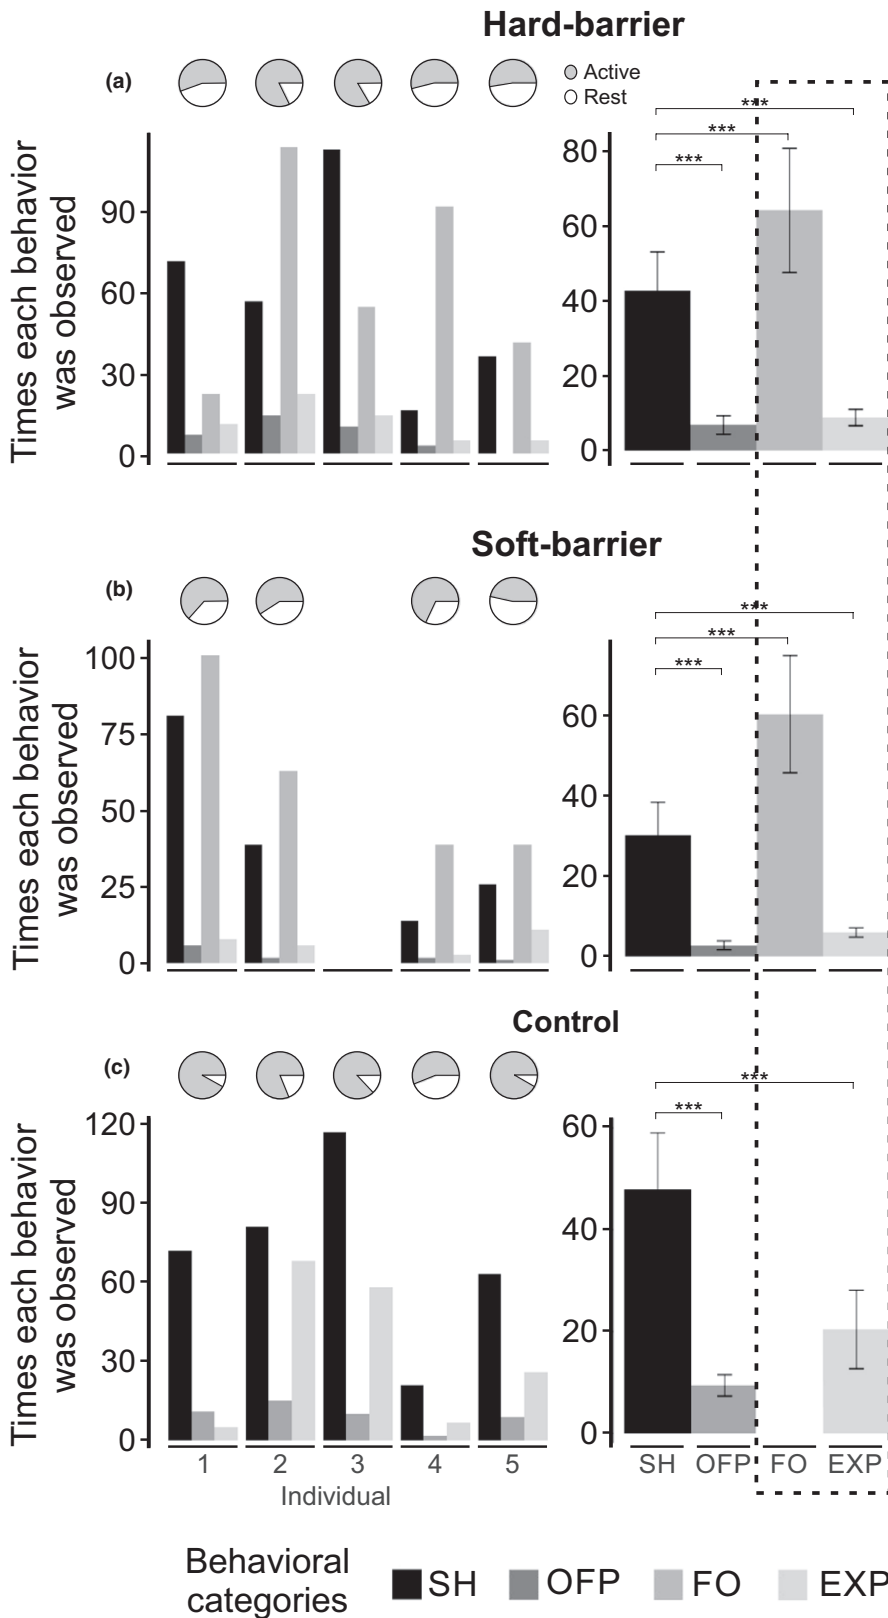 Hard-barrier
(a)
Active
Rest
Times each behavior
was observed
90
60
30
0
80
60
40
20
0
***
***
***
Soft-barrier
(b)
Times each behavior
was observed
100
75
50
25
0
60
40
20
0
***
***
***
Control
(c)
Times each behavior
was observed
120
90
60
30
0
60
40
20
0
***
***
1 2 3 4 5
Individual
SH OFP FO EXP
Behavioral
categories
SH OFP FO EXP